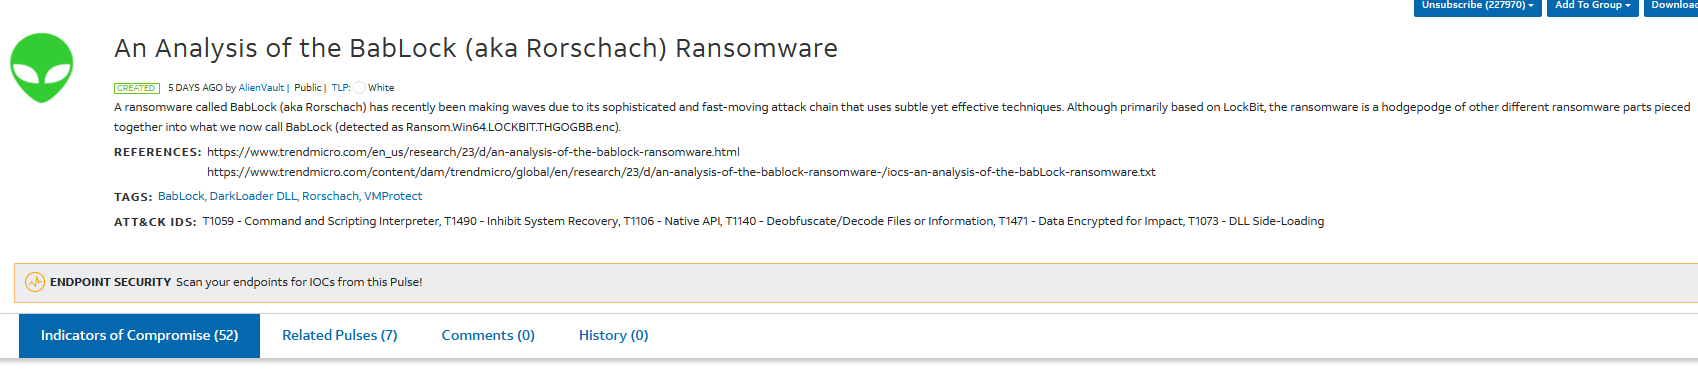 Unsubscribe (227970) Add To Group Download
An Analysis of the BabLock (aka Rorschach) Ransomware
CREATED 5 DAYS AGO by AlienVault | Public | TLP: White
A ransomware called BabLock (aka Rorschach) has recently been making waves due to its sophisticated and fast-moving attack chain that uses subtle yet effective techniques. Although primarily based on LockBit, the ransomware is a hodgepodge of other different ransomware parts pieced
together into what we now call BabLock (detected as Ransom.Win64.LOCKBIT.THGOGBB.enc).
REFERENCES: https://www.trendmicro.com/en_us/research/23/d/an-analysis-of-the-bablock-ransomware.html
https://www.trendmicro.com/content/dam/trendmicro/global/en/research/23/d/an-analysis-of-the-bablock-ransomware-/iocs-an-analysis-of-the-babLock-ransomware.txt
TAGS: BabLock, DarkLoader DLL, Rorschach, VMProtect
ATT&CK IDS: T1059 - Command and Scripting Interpreter, T1490 - Inhibit System Recovery, T1106 - Native API, T1140 - Deobfuscate/Decode Files or Information, T1471 - Data Encrypted for Impact, T1073 - DLL Side-Loading
ENDPOINT SECURITY Scan your endpoints for IOCs from this Pulse!
Indicators of Compromise (52) Related Pulses (7) Comments (0) History (0)